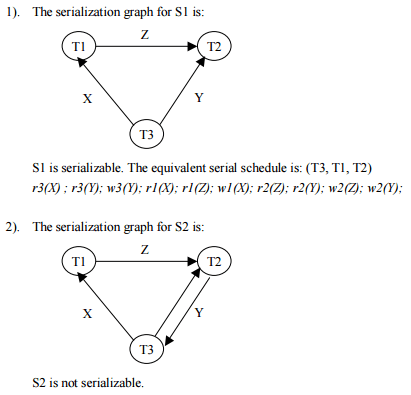 1). The serialization graph for S1 is:
Z
T1 T2
X Y
T3
S1 is serializable. The equivalent serial schedule is: (T3, T1, T2)
r3(X) ; r3(Y); w3(Y); r1(X); r1(Z); w1(X); r2(Z); r2(Y); w2(Z); w2(Y);
2). The serialization graph for S2 is:
Z
T1 T2
X Y
T3
S2 is not serializable.